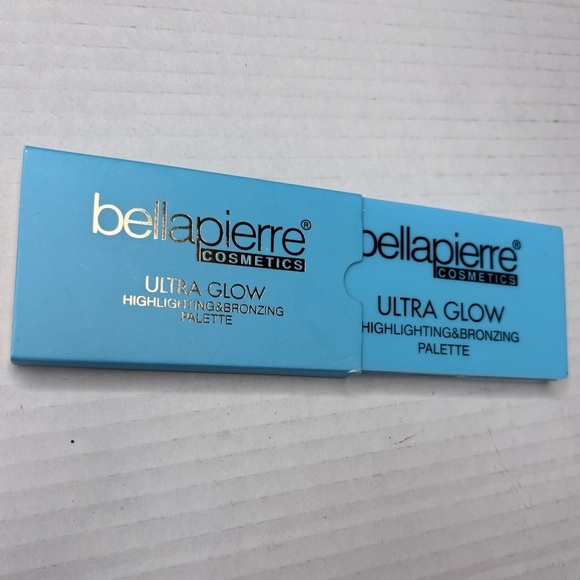 bellapierre®
COSMETICS
ULTRA GLOW
HIGHLIGHTING&BRONZING
PALETTE
bellapierre®
COSMETICS
ULTRA GLOW
HIGHLIGHTING&BRONZING
PALETTE